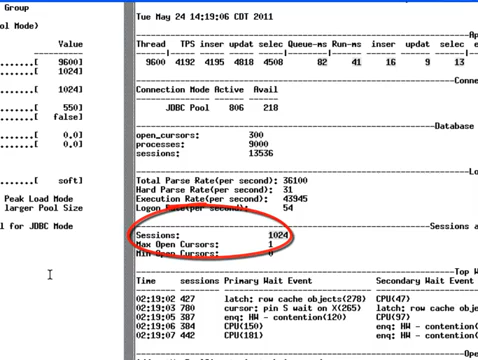 Group
Tue May 24 14:19:06 CDT 2011
ol Mode)
Value
Thread TPS inser updat selec Queue-ms Run-ms inser updat selec
9600]
9600 4192 4195 4818 4508 82 41 16 9 13
1024]
Conne
1024]
Connection Mode Active Avail
550]
JDBC Pool 806 218
false]
Database
0,0]
open_cursors: 300
0,0]
processes: 9000
sessions: 13536
Lo
soft]
Total Parse Rate(per second): 36100
Hard Parse Rate(per second): 31
Peak Load Mode
Execution Rate(per second): 43945
larger Pool Size
Logon Rate(per second): 54
l for JDBC Mode
Sessions a
Sessions: 1024
Max Open Cursors: 1
Min Open Cursors: 0
Top W
Time sessions Primary Wait Event Secondary Wait Event
02:19:02 427 latch: row cache objects(278) CPU(47)
02:19:03 780 cursor: pin S wait on X(265) latch: row cache o
02:19:05 387 enq: HW - contention(120) CPU(97)
02:19:06 384 CPU(150) enq: HW - contenti
02:19:07 442 CPU(181) enq: HW - contenti
Ope